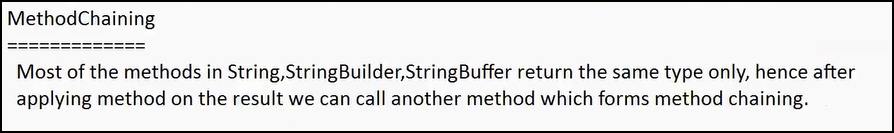 MethodChaining
=============
Most of the methods in String,StringBuilder,StringBuffer return the same type only, hence after
applying method on the result we can call another method which forms method chaining.